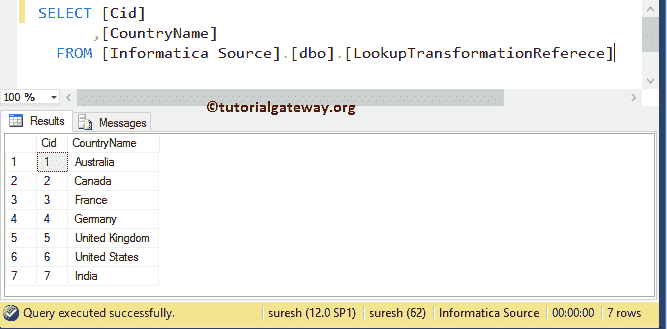 SELECT [Cid]
,[CountryName]
FROM [Informatica Source].[dbo].[LookupTransformationReferece]
100 %
©tutorialgateway.org
Results Messages
Cid CountryName
1 1 Australia
2 2 Canada
3 3 France
4 4 Germany
5 5 United Kingdom
6 6 United States
7 7 India
Query executed successfully. suresh (12.0 SP1) suresh (62) Informatica Source 00:00:00 7 rows